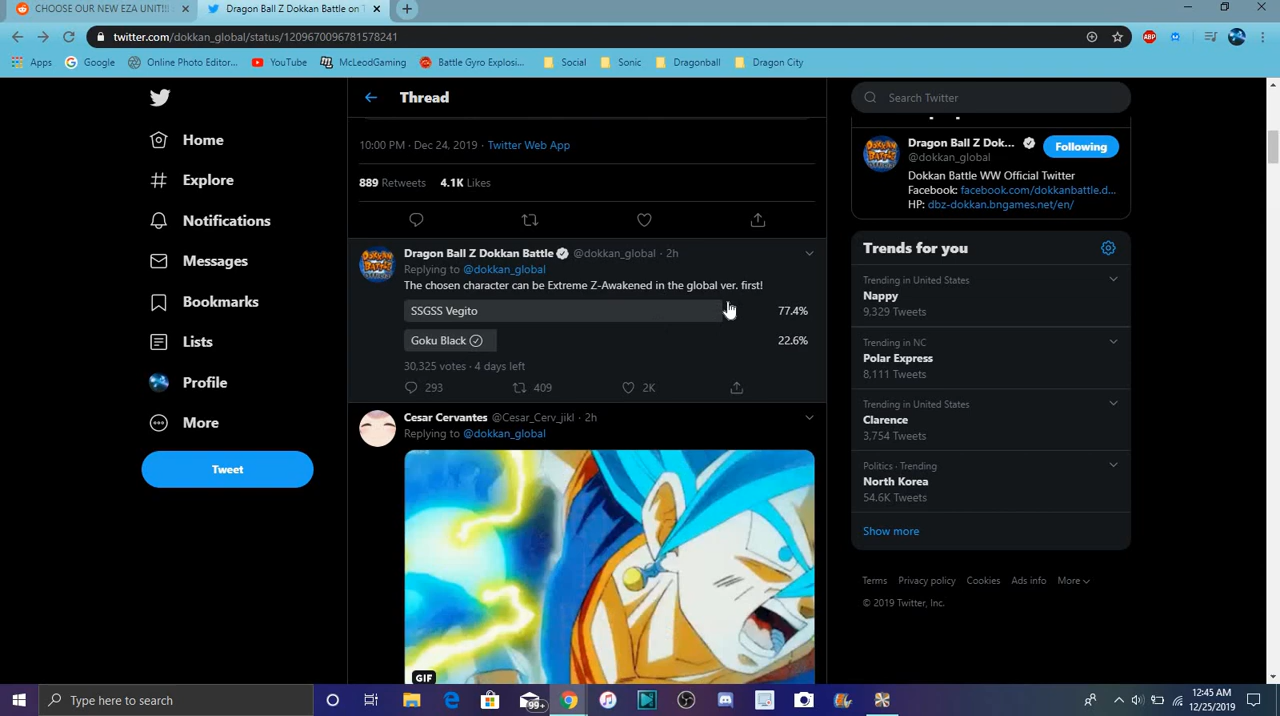 CHOOSE OUR NEW EZA UNIT!!
Dragon Ball Z Dokkan Battle on T
twitter.com/dokkan_global/status/1209670096781578241
ABP
Apps
Google
Online Photo Editor...
YouTube
McLeodGaming
Battle Gyro Explosi...
Social
Sonic
Dragonball
Dragon City
Home
Explore
Notifications
Messages
Bookmarks
Lists
Profile
More
Tweet
Thread
10:00 PM · Dec 24, 2019 · Twitter Web App
889 Retweets 4.1K Likes
Dragon Ball Z Dokkan Battle @dokkan_global · 2h
Replying to @dokkan_global
The chosen character can be Extreme Z-Awakened in the global ver. first!
SSGSS Vegito 77.4%
Goku Black 22.6%
30,325 votes · 4 days left
293 409 2K
Cesar Cervantes @Cesar_Cerv_jikl · 2h
Replying to @dokkan_global
GIF
Search Twitter
Dragon Ball Z Dok...
@dokkan_global
Following
Dokkan Battle WW Official Twitter
Facebook: facebook.com/dokkanbattle.d...
HP: dbz-dokkan.bngames.net/en/
Trends for you
Trending in United States
Nappy
9,329 Tweets
Trending in NC
Polar Express
8,111 Tweets
Trending in United States
Clarence
3,754 Tweets
Politics · Trending
North Korea
54.6K Tweets
Show more
Terms Privacy policy Cookies Ads info More
© 2019 Twitter, Inc.
Type here to search
99+
12:45 AM
12/25/2019